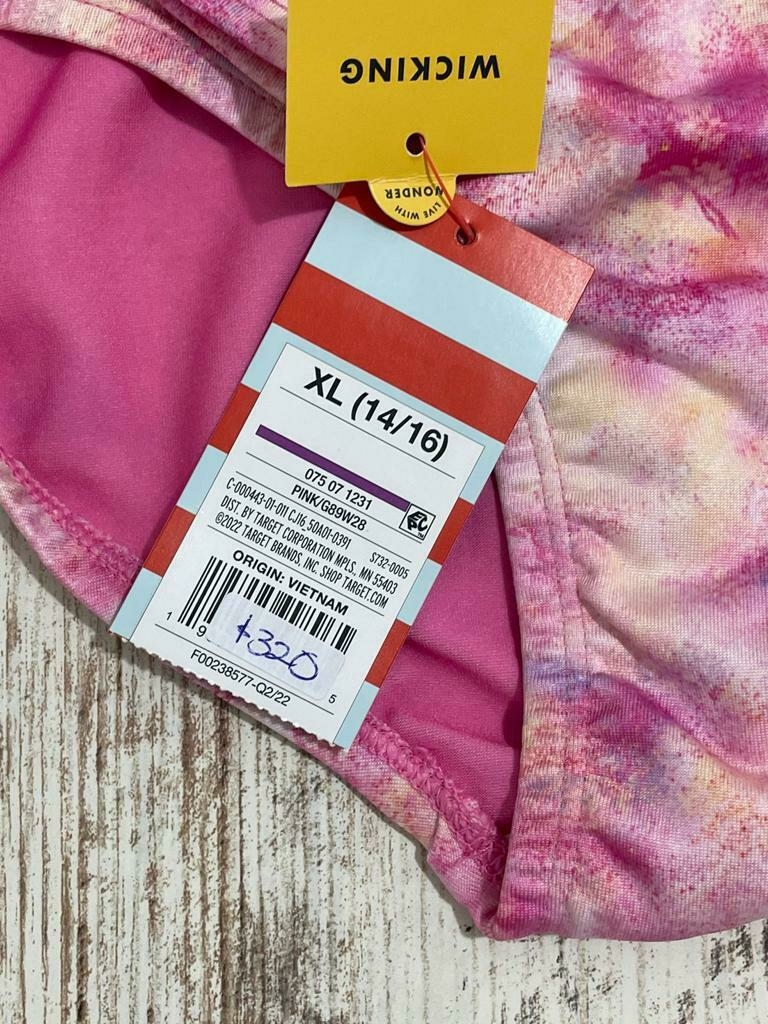 WICKING
LIVE WITH
WONDER
XL (14/16)
075 07 1231
PINK/G89W28
C-000443-01-011 CJ16_50A01-0391
S732-0005
DIST. BY TARGET CORPORATION MPLS., MN 55403
©2022 TARGET BRANDS, INC. SHOP TARGET.COM
ORIGIN: VIETNAM
1 9 5
$320
F00238577-Q2/22